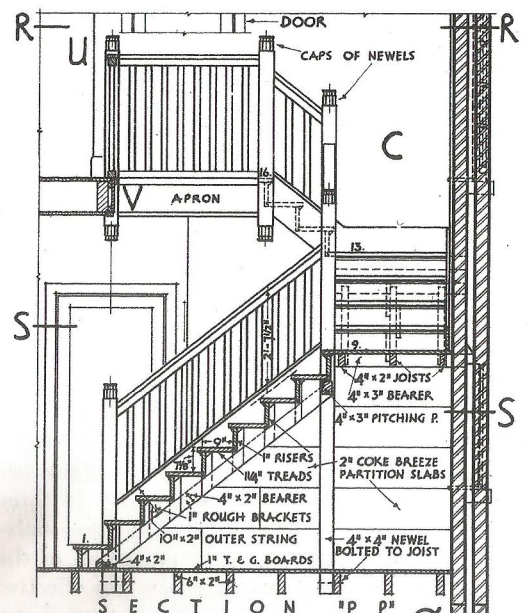 DOOR
R
R
CAPS OF NEWELS
U
C
16.
V
APRON
13.
S
9.
4" × 2" JOISTS
4" × 3" BEARER
4" × 3" PITCHING P.
S
9"
1" RISERS
1¼" TREADS
2" COKE BREEZE
PARTITION SLABS
4" × 2" BEARER
1" ROUGH BRACKETS
10" × 2" OUTER STRING
1.
4" × 2"
1" T. & G. BOARDS
4" × 4" NEWEL
BOLTED TO JOIST
6" × 2"
SECTION "P.P"